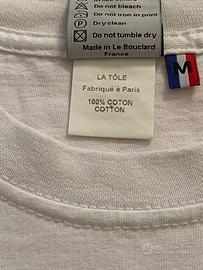 Do not bleach
Do not iron in print
Dry clean
Do not tumble dry
Made in Le Bouclard
France
M
LA TÔLE
Fabriqué à Paris
100% COTON
COTTON